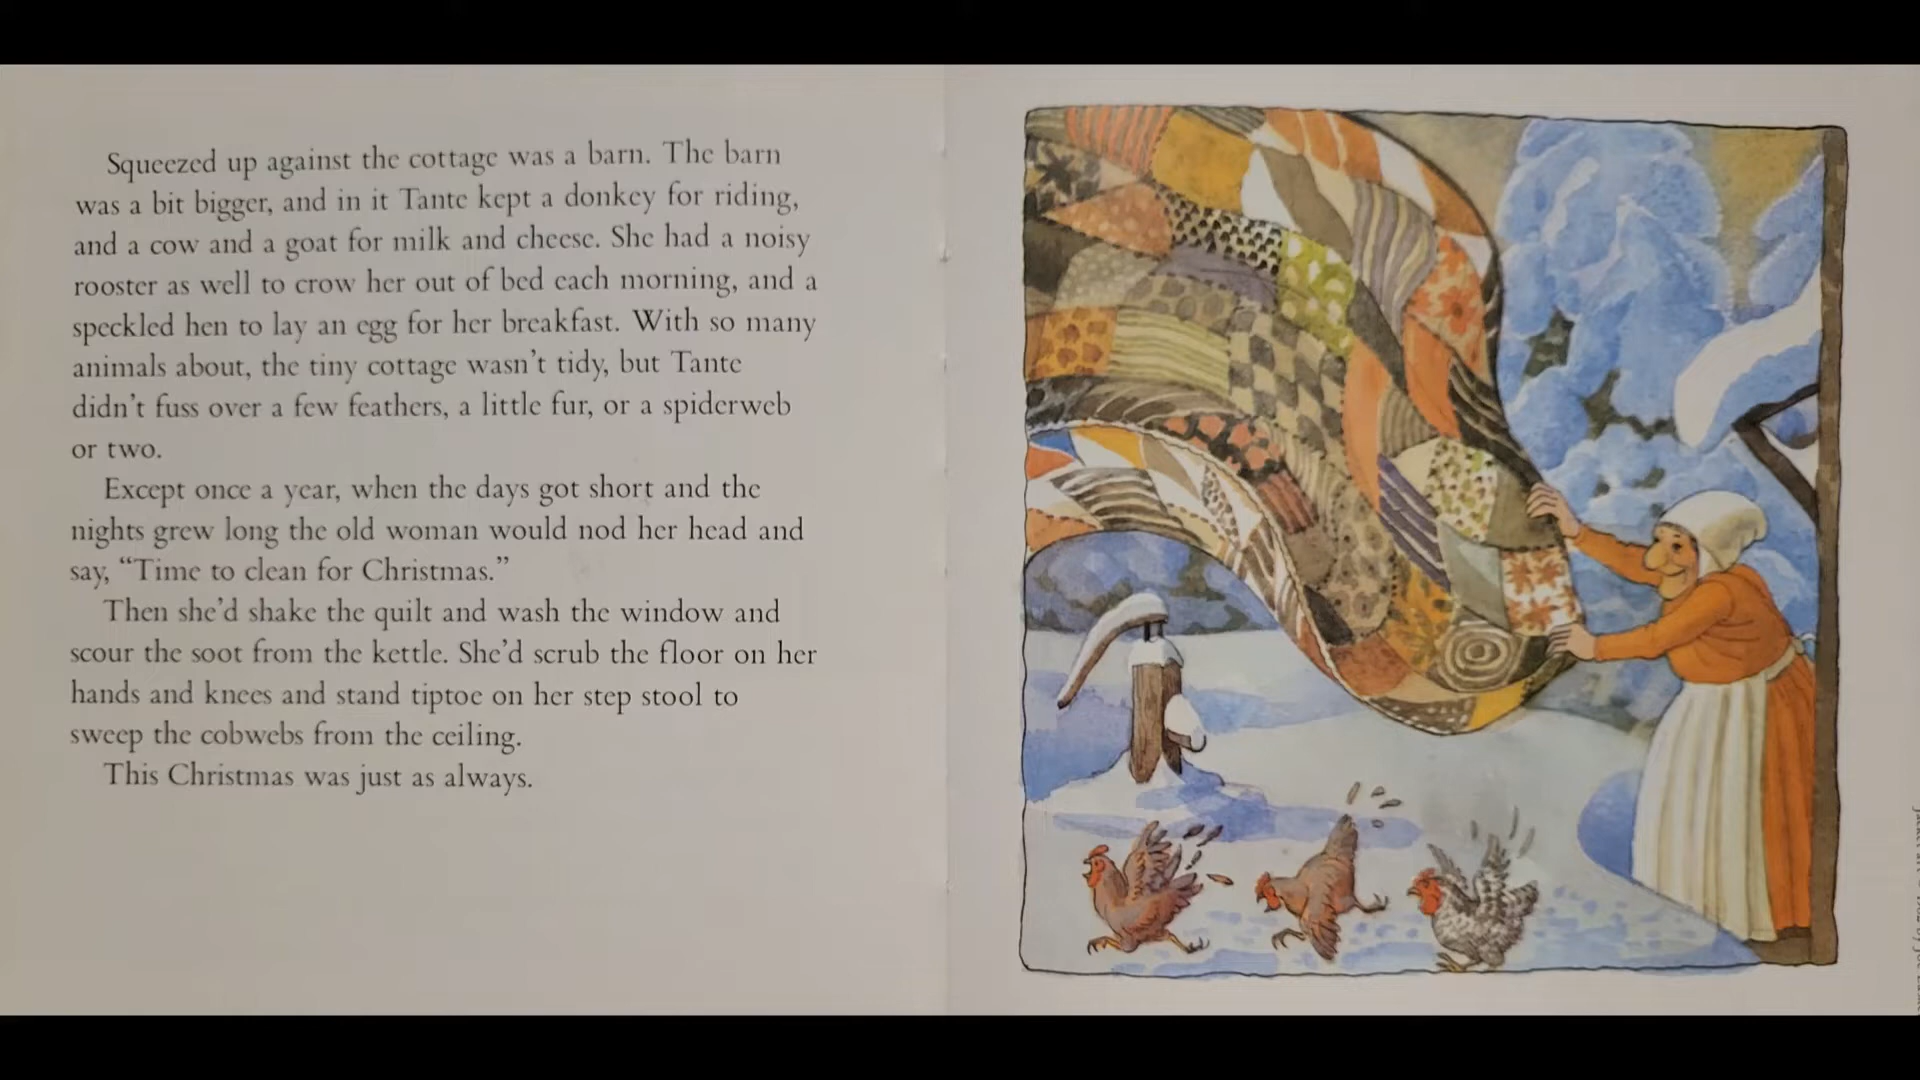 Squeezed up against the cottage was a barn. The barn
was a bit bigger, and in it Tante kept a donkey for riding,
and a cow and a goat for milk and cheese. She had a noisy
rooster as well to crow her out of bed each morning, and a
speckled hen to lay an egg for her breakfast. With so many
animals about, the tiny cottage wasn't tidy, but Tante
didn't fuss over a few feathers, a little fur, or a spiderweb
or two.
Except once a year, when the days got short and the
nights grew long the old woman would nod her head and
say, “Time to clean for Christmas.”
Then she'd shake the quilt and wash the window and
scour the soot from the kettle. She'd scrub the floor on her
hands and knees and stand tiptoe on her step stool to
sweep the cobwebs from the ceiling.
This Christmas was just as always.